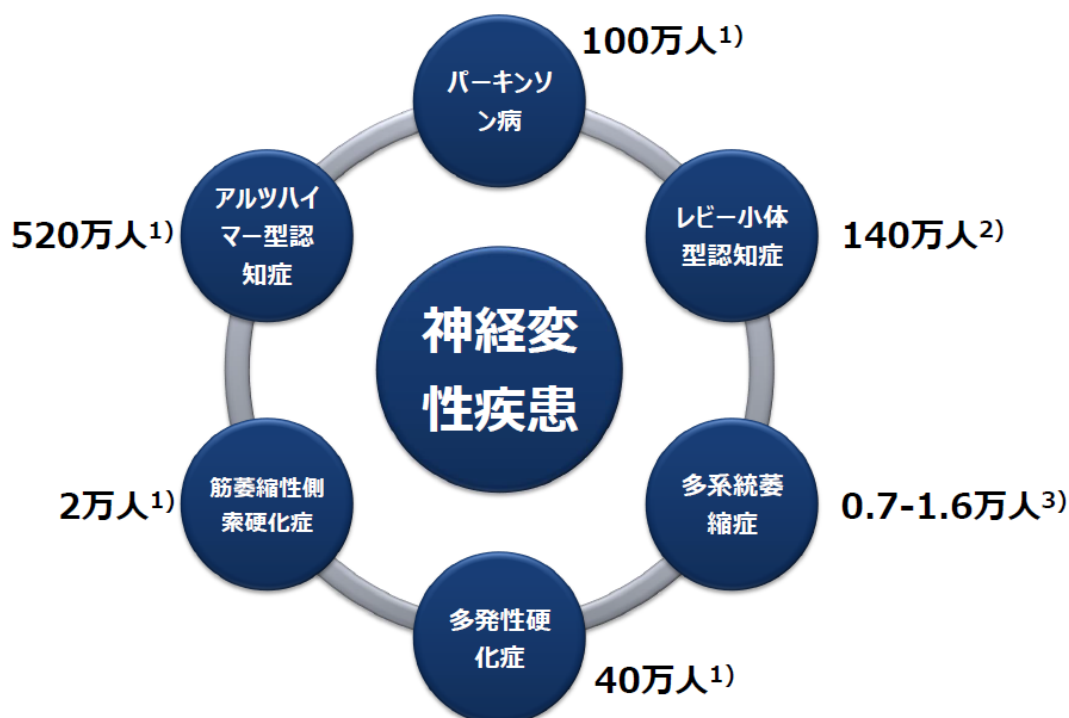 100万人1)
パーキンソ
ン病
アルツハイ
マー型認
知症
520万人1)
レビー小体
型認知症
140万人2)
神経変
性疾患
筋萎縮性側
索硬化症
2万人1)
多系統萎
縮症
0.7-1.6万人3)
多発性硬
化症
40万人1)